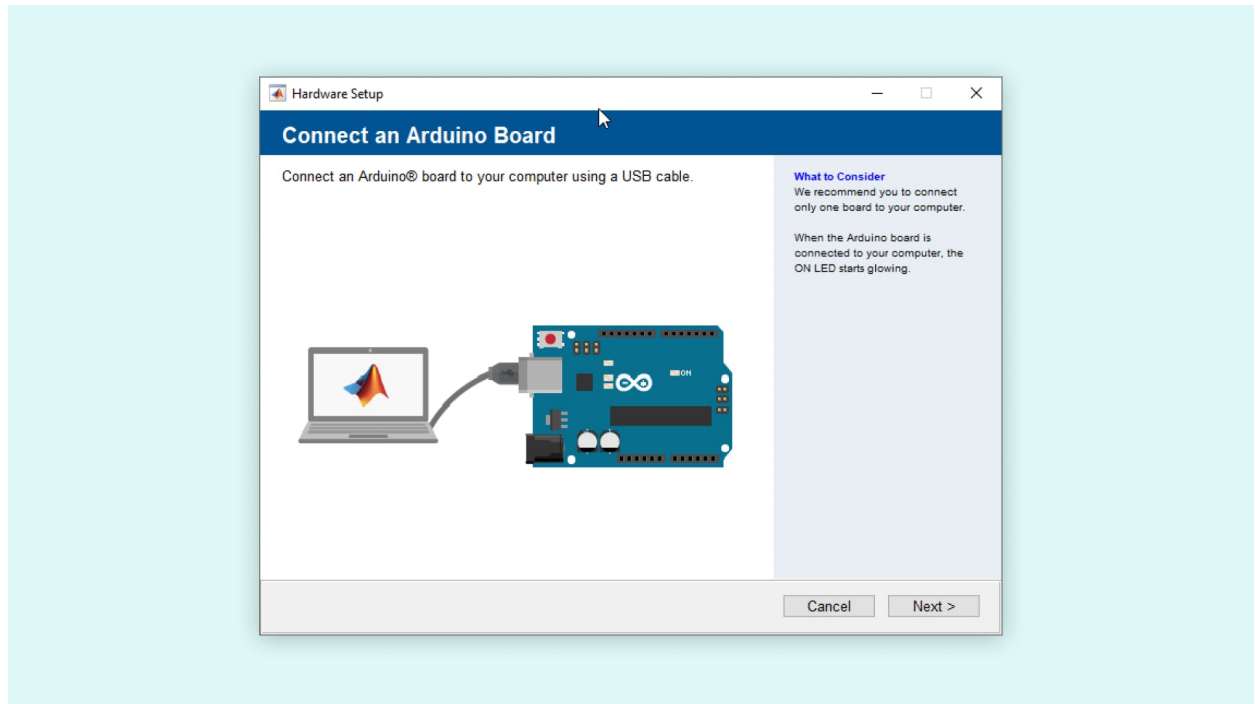 Hardware Setup
Connect an Arduino Board
Connect an Arduino® board to your computer using a USB cable.
What to Consider
We recommend you to connect
only one board to your computer.
When the Arduino board is
connected to your computer, the
ON LED starts glowing.
ON
Cancel
Next >